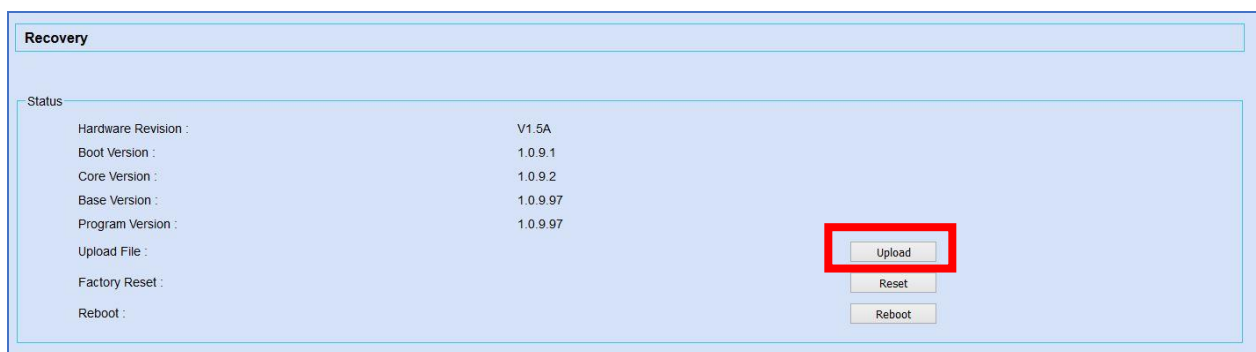 Recovery
Status
Hardware Revision : V1.5A
Boot Version : 1.0.9.1
Core Version : 1.0.9.2
Base Version : 1.0.9.97
Program Version : 1.0.9.97
Upload File : Upload
Factory Reset : Reset
Reboot : Reboot